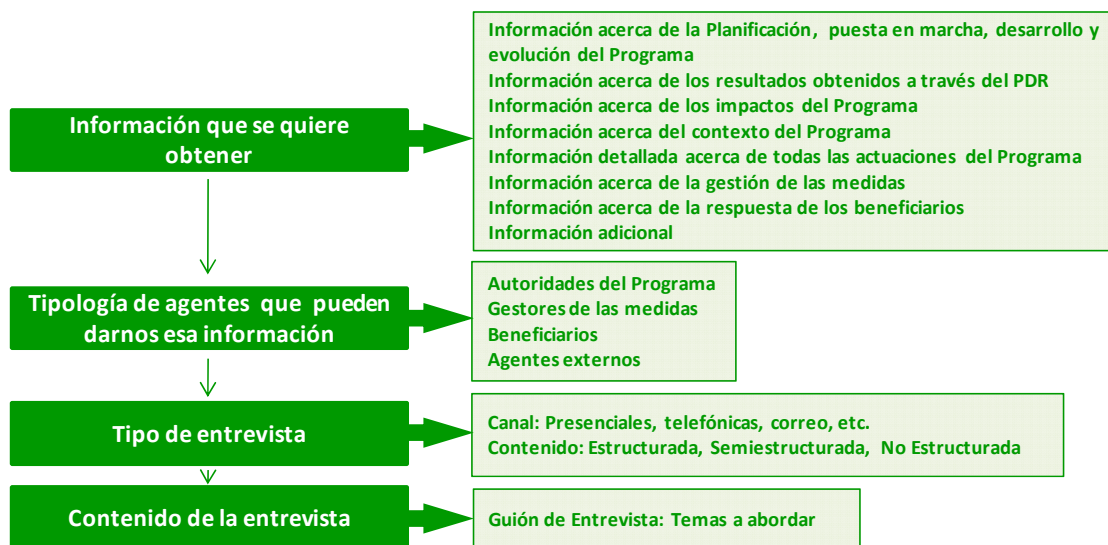 Información que se quiere
obtener
Información acerca de la Planificación, puesta en marcha, desarrollo y
evolución del Programa
Información acerca de los resultados obtenidos a través del PDR
Información acerca de los impactos del Programa
Información acerca del contexto del Programa
Información detallada acerca de todas las actuaciones del Programa
Información acerca de la gestión de las medidas
Información acerca de la respuesta de los beneficiarios
Información adicional
Tipología de agentes que pueden
darnos esa información
Autoridades del Programa
Gestores de las medidas
Beneficiarios
Agentes externos
Tipo de entrevista
Canal: Presenciales, telefónicas, correo, etc.
Contenido: Estructurada, Semiestructurada, No Estructurada
Contenido de la entrevista
Guión de Entrevista: Temas a abordar